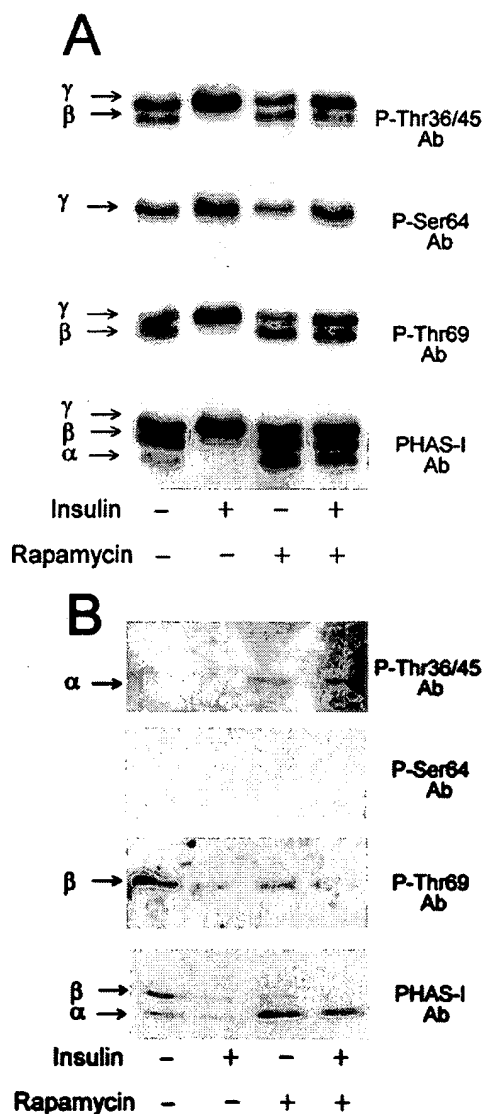 A
γ → P-Thr36/45
β → Ab
γ → P-Ser64
Ab
γ →
β → P-Thr69
Ab
γ →
β → PHAS-I
α → Ab
Insulin − + − +
Rapamycin − − + +
B
P-Thr36/45
α → Ab
P-Ser64
Ab
β → P-Thr69
Ab
β → PHAS-I
α → Ab
Insulin − + − +
Rapamycin − − + +